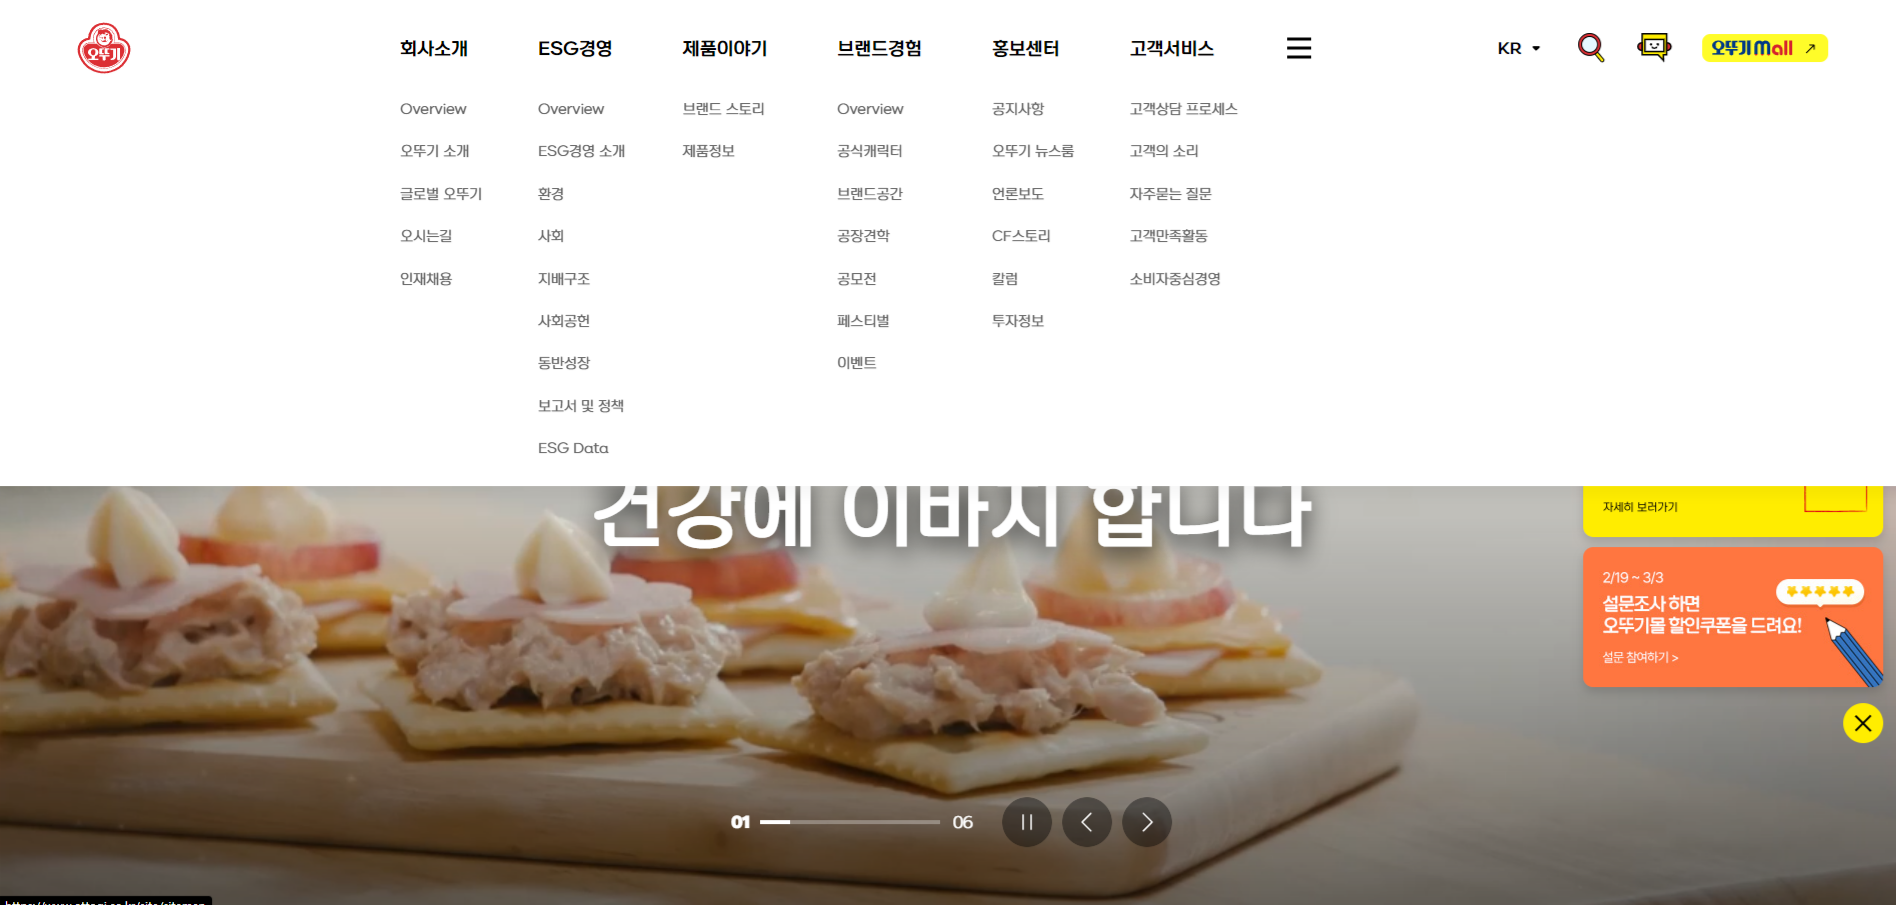 오뚜기
회사소개
ESG경영
제품이야기
브랜드경험
홍보센터
고객서비스
KR
오뚜기 Mall
Overview
오뚜기 소개
글로벌 오뚜기
오시는길
인재채용
Overview
ESG경영 소개
환경
사회
지배구조
사회공헌
동반성장
보고서 및 정책
ESG Data
브랜드 스토리
제품정보
Overview
공식캐릭터
브랜드공간
공장견학
공모전
페스티벌
이벤트
공지사항
오뚜기 뉴스룸
언론보도
CF스토리
칼럼
투자정보
고객상담 프로세스
고객의 소리
자주묻는 질문
고객만족활동
소비자중심경영
건강에 이바지 합니다
자세히 보러가기
2/19 ~ 3/3
설문조사 하면
오뚜기몰 할인쿠폰을 드려요!
설문 참여하기 >
01
06